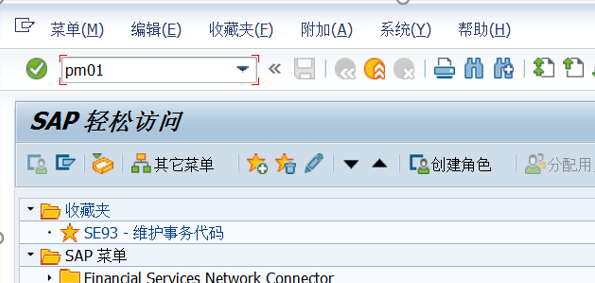 菜单(M) 编辑(E) 收藏夹(F) 附加(A) 系统(Y) 帮助(H)
pm01
SAP 轻松访问
其它菜单 创建角色 分配用
收藏夹
SE93 - 维护事务代码
SAP 菜单
Financial Services Network Connector